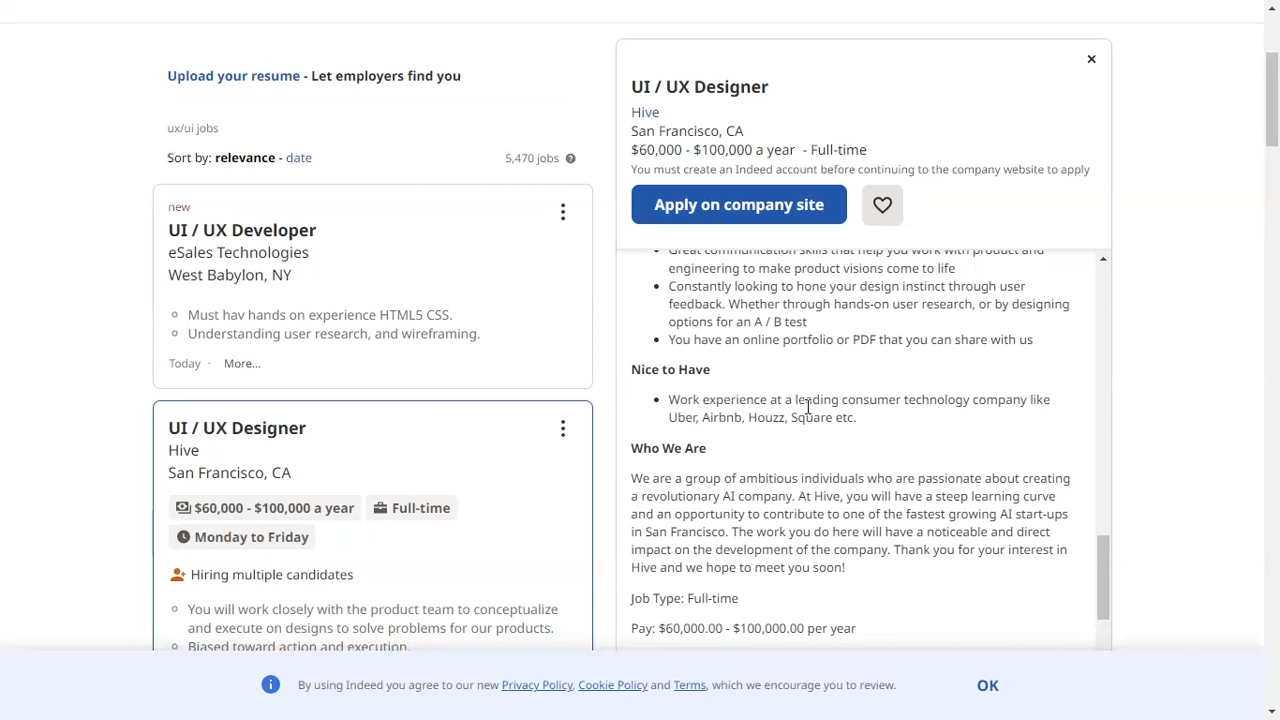 Upload your resume - Let employers find you
ux/ui jobs
Sort by: relevance - date
5,470 jobs
new
UI / UX Developer
eSales Technologies
West Babylon, NY
Must hav hands on experience HTML5 CSS.
Understanding user research, and wireframing.
Today · More...
UI / UX Designer
Hive
San Francisco, CA
$60,000 - $100,000 a year
Full-time
Monday to Friday
Hiring multiple candidates
You will work closely with the product team to conceptualize
and execute on designs to solve problems for our products.
Biased toward action and execution.
UI / UX Designer
Hive
San Francisco, CA
$60,000 - $100,000 a year - Full-time
You must create an Indeed account before continuing to the company website to apply
Apply on company site
Great communication skills that help you work with product and
engineering to make product visions come to life
Constantly looking to hone your design instinct through user
feedback. Whether through hands-on user research, or by designing
options for an A / B test
You have an online portfolio or PDF that you can share with us
Nice to Have
Work experience at a leading consumer technology company like
Uber, Airbnb, Houzz, Square etc.
Who We Are
We are a group of ambitious individuals who are passionate about creating
a revolutionary AI company. At Hive, you will have a steep learning curve
and an opportunity to contribute to one of the fastest growing AI start-ups
in San Francisco. The work you do here will have a noticeable and direct
impact on the development of the company. Thank you for your interest in
Hive and we hope to meet you soon!
Job Type: Full-time
Pay: $60,000.00 - $100,000.00 per year
By using Indeed you agree to our new Privacy Policy, Cookie Policy and Terms, which we encourage you to review.
OK